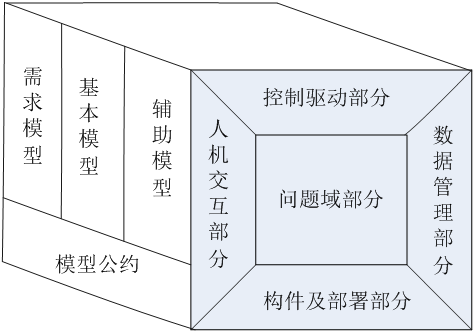 需求模型
基本模型
辅助模型
模型公约
控制驱动部分
人机交互部分
问题域部分
数据管理部分
构件及部署部分